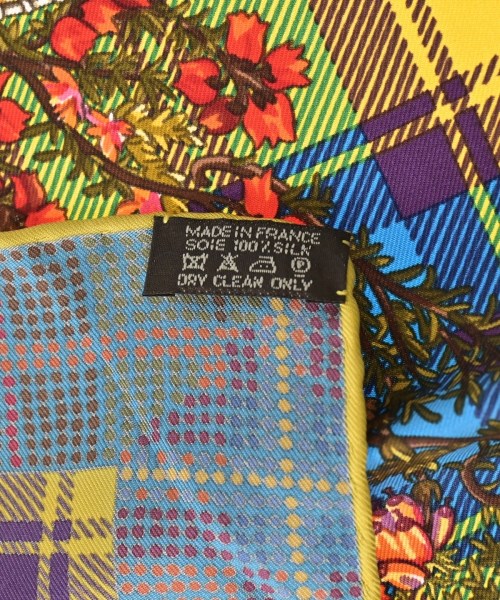 MADE IN FRANCE
SOIE 100% SILK
P
DRY CLEAN ONLY